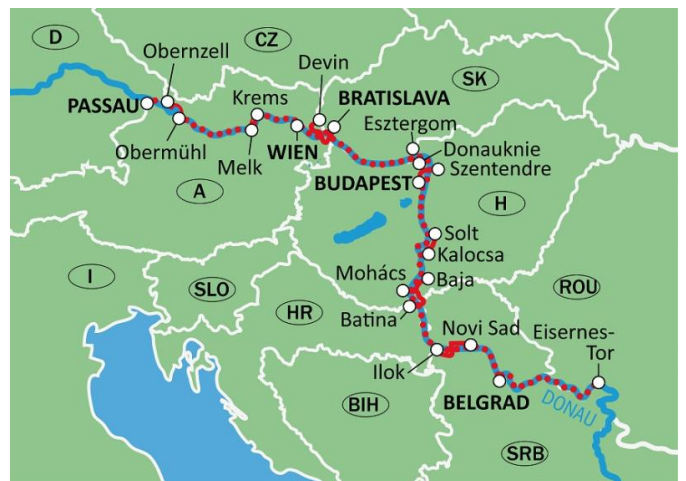 D
CZ
Obernzell
Devin
SK
PASSAU
Krems
BRATISLAVA
Esztergom
Obermühl
Melk
WIEN
Donauknie
Szentendre
BUDAPEST
A
H
Solt
Kalocsa
I
SLO
HR
Mohács
Baja
ROU
Batina
Novi Sad
Eisernes-
Tor
Ilok
BIH
BELGRAD
DONAU
SRB